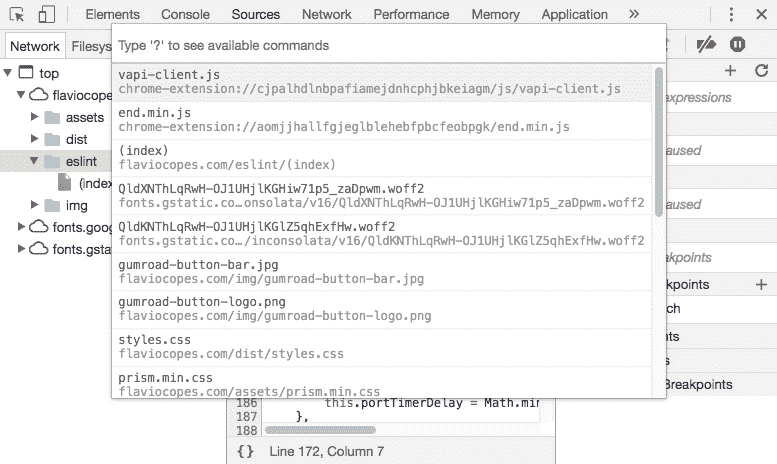 Elements Console Sources Network Performance Memory Application »
Network Filesys
Type '?' to see available commands
top
flaviocopes
assets
dist
eslint
(index
img
fonts.goog
fonts.gsta
vapi-client.js
chrome-extension://cjpalhdlnbpafiamejdnhcphjbkeiagm/js/vapi-client.js
end.min.js
chrome-extension://aomjjhallfgjeglblehebfpbcfeobpgk/end.min.js
(index)
flaviocopes.com/eslint/(index)
QldXNThLqRwH-OJ1UHjlKGHiw71p5_zaDpwm.woff2
fonts.gstatic.co…onsolata/v16/QldXNThLqRwH-OJ1UHjlKGHiw71p5_zaDpwm.woff2
QldKNThLqRwH-OJ1UHjlKGlZ5qhExfHw.woff2
fonts.gstatic.co…/inconsolata/v16/QldKNThLqRwH-OJ1UHjlKGlZ5qhExfHw.woff2
gumroad-button-bar.jpg
flaviocopes.com/img/gumroad-button-bar.jpg
gumroad-button-logo.png
flaviocopes.com/img/gumroad-button-logo.png
styles.css
flaviocopes.com/dist/styles.css
prism.min.css
flaviocopes.com/assets/prism.min.css
expressions
aused
aused
akpoints
kpoints
ch
nts
s
Breakpoints
186 this.portTimerDelay = Math.min
187 },
188
{} Line 172, Column 7